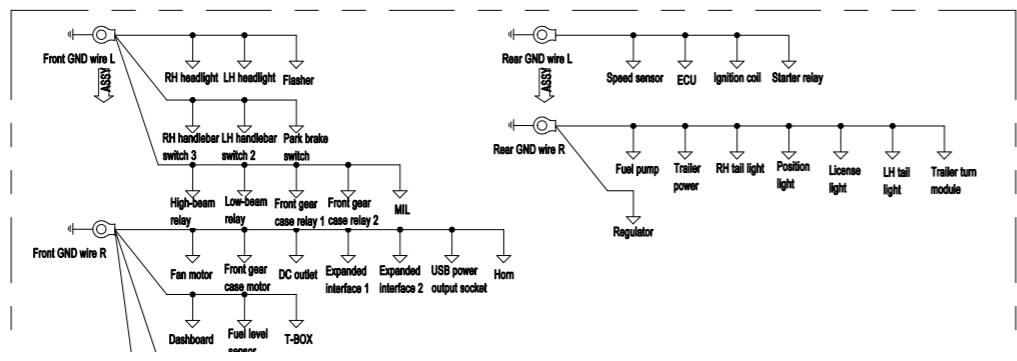 Front GND wire L
ASSY
RH headlight
LH headlight
Flasher
RH handlebar
switch 3
LH handlebar
switch 2
Park brake
switch
High-beam
relay
Low-beam
relay
Front gear
case relay 1
Front gear
case relay 2
MIL
Front GND wire R
Fan motor
Front gear
case motor
DC outlet
Expanded
interface 1
Expanded
interface 2
USB power
output socket
Horn
Dashboard
Fuel level
sensor
T-BOX
Rear GND wire L
ASSY
Speed sensor
ECU
Ignition coil
Starter relay
Rear GND wire R
Fuel pump
Trailer
power
RH tail light
Position
light
License
light
LH tail
light
Trailer turn
module
Regulator